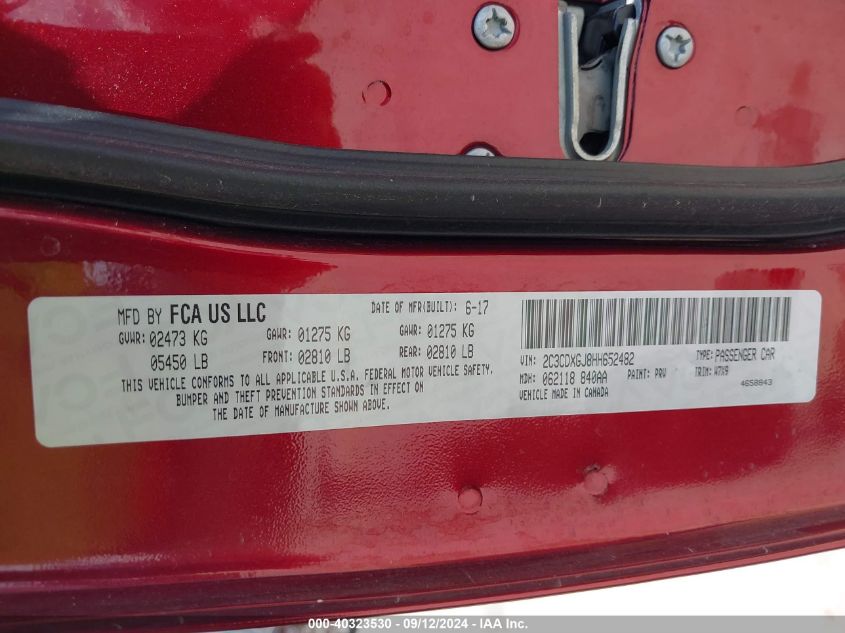 MFD BY FCA US LLC
DATE OF MFR(BUILT): 6-17
GVWR: 02473 KG
GAWR: 01275 KG
GAWR: 01275 KG
05450 LB
FRONT: 02810 LB
REAR: 02810 LB
THIS VEHICLE CONFORMS TO ALL APPLICABLE U.S.A. FEDERAL MOTOR VEHICLE SAFETY,
BUMPER AND THEFT PREVENTION STANDARDS IN EFFECT ON
THE DATE OF MANUFACTURE SHOWN ABOVE.
VIN: 2C3CDXGJ8HH652482
TYPE: PASSENGER CAR
MDH: 062118 840AA
PAINT: PRV
TRIM: W7X9
VEHICLE MADE IN CANADA
4658843
000 - 40323530 - 09/12/2024 - IAA Inc.